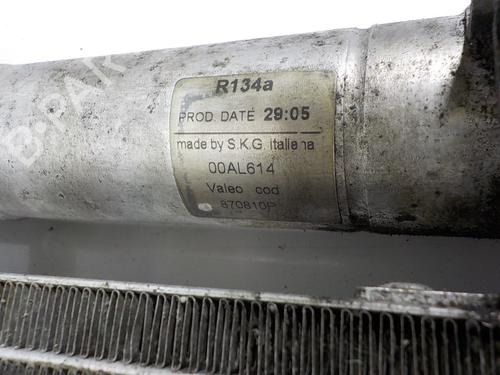 R134a
PROD. DATE 29:05
made by S.K.G. Italiana
00AL614
Valeo cod
870810P
B-PARTS